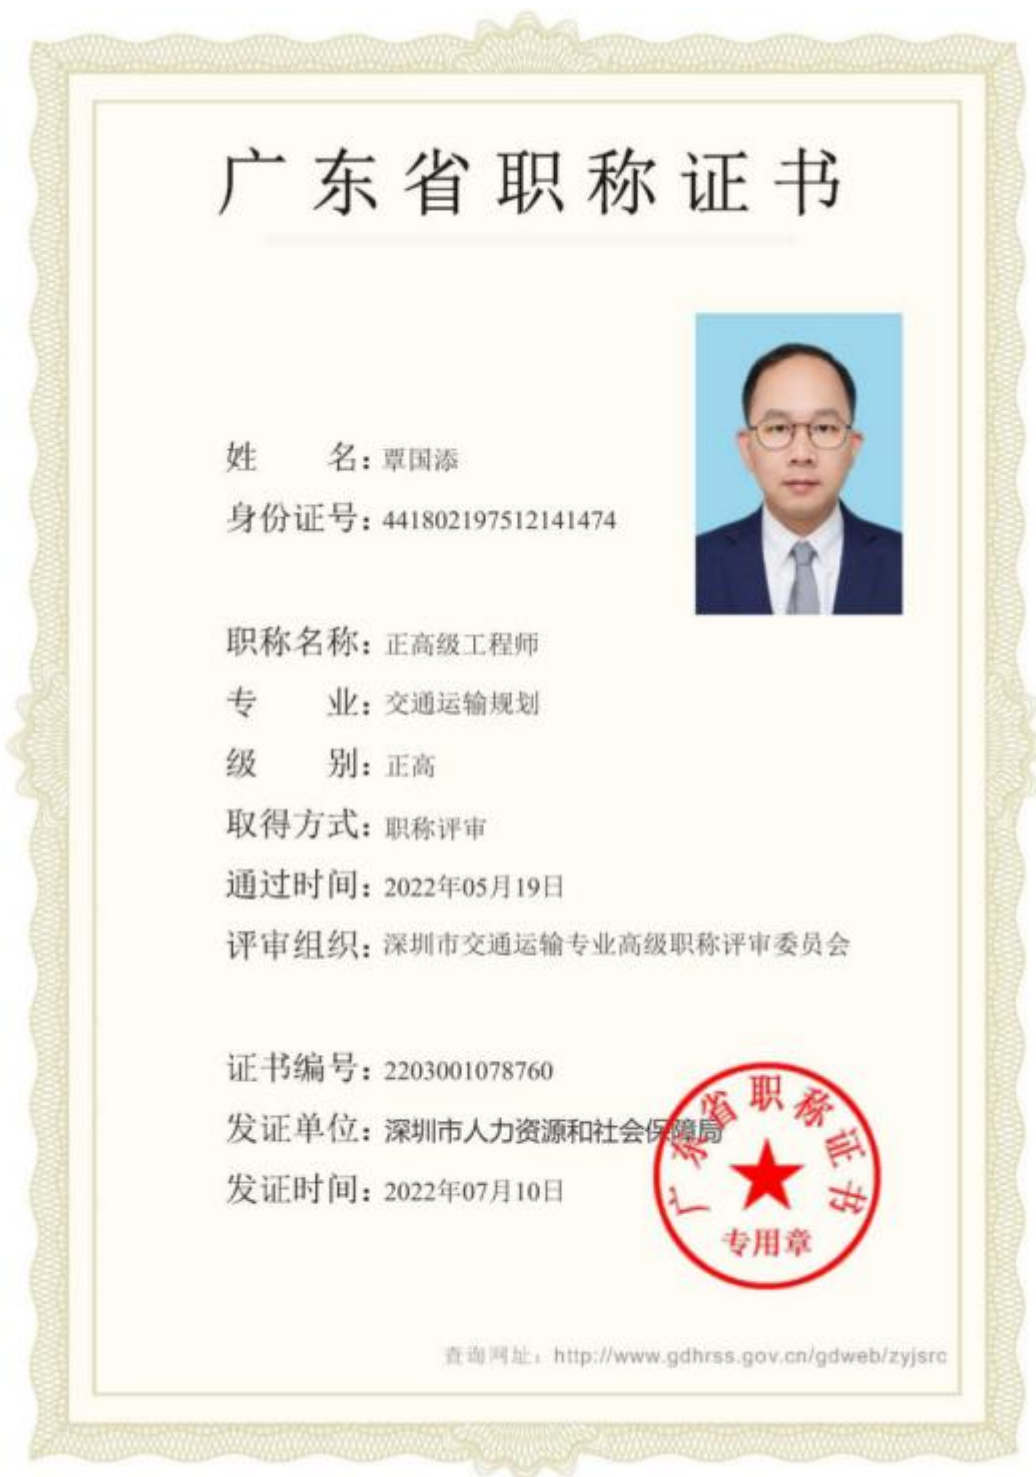 广东省职称证书
姓 名：覃国添
身份证号：441802197512141474
职称名称：正高级工程师
专 业：交通运输规划
级 别：正高
取得方式：职称评审
通过时间：2022年05月19日
评审组织：深圳市交通运输专业高级职称评审委员会
证书编号：2203001078760
发证单位：深圳市人力资源和社会保障局
发证时间：2022年07月10日
广东省职称证书
专用章
查询网址：http://www.gdhrss.gov.cn/gdweb/zyjsrc